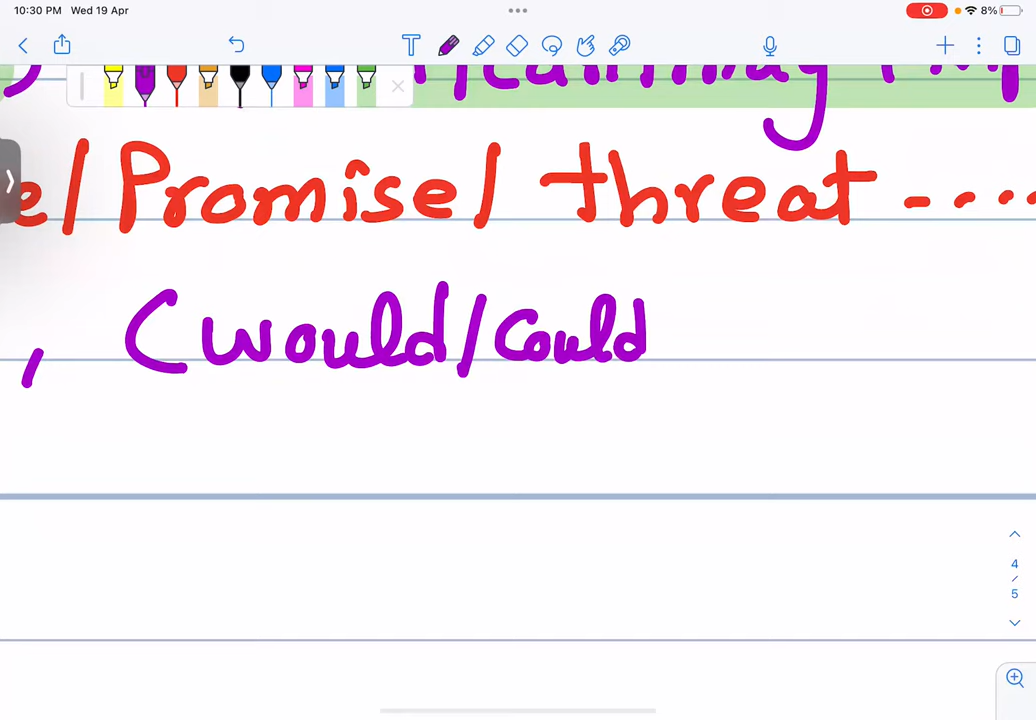 10:30 PM Wed 19 Apr
8%
T
e/Promise/ threat ....
, (would/could
4
/
5